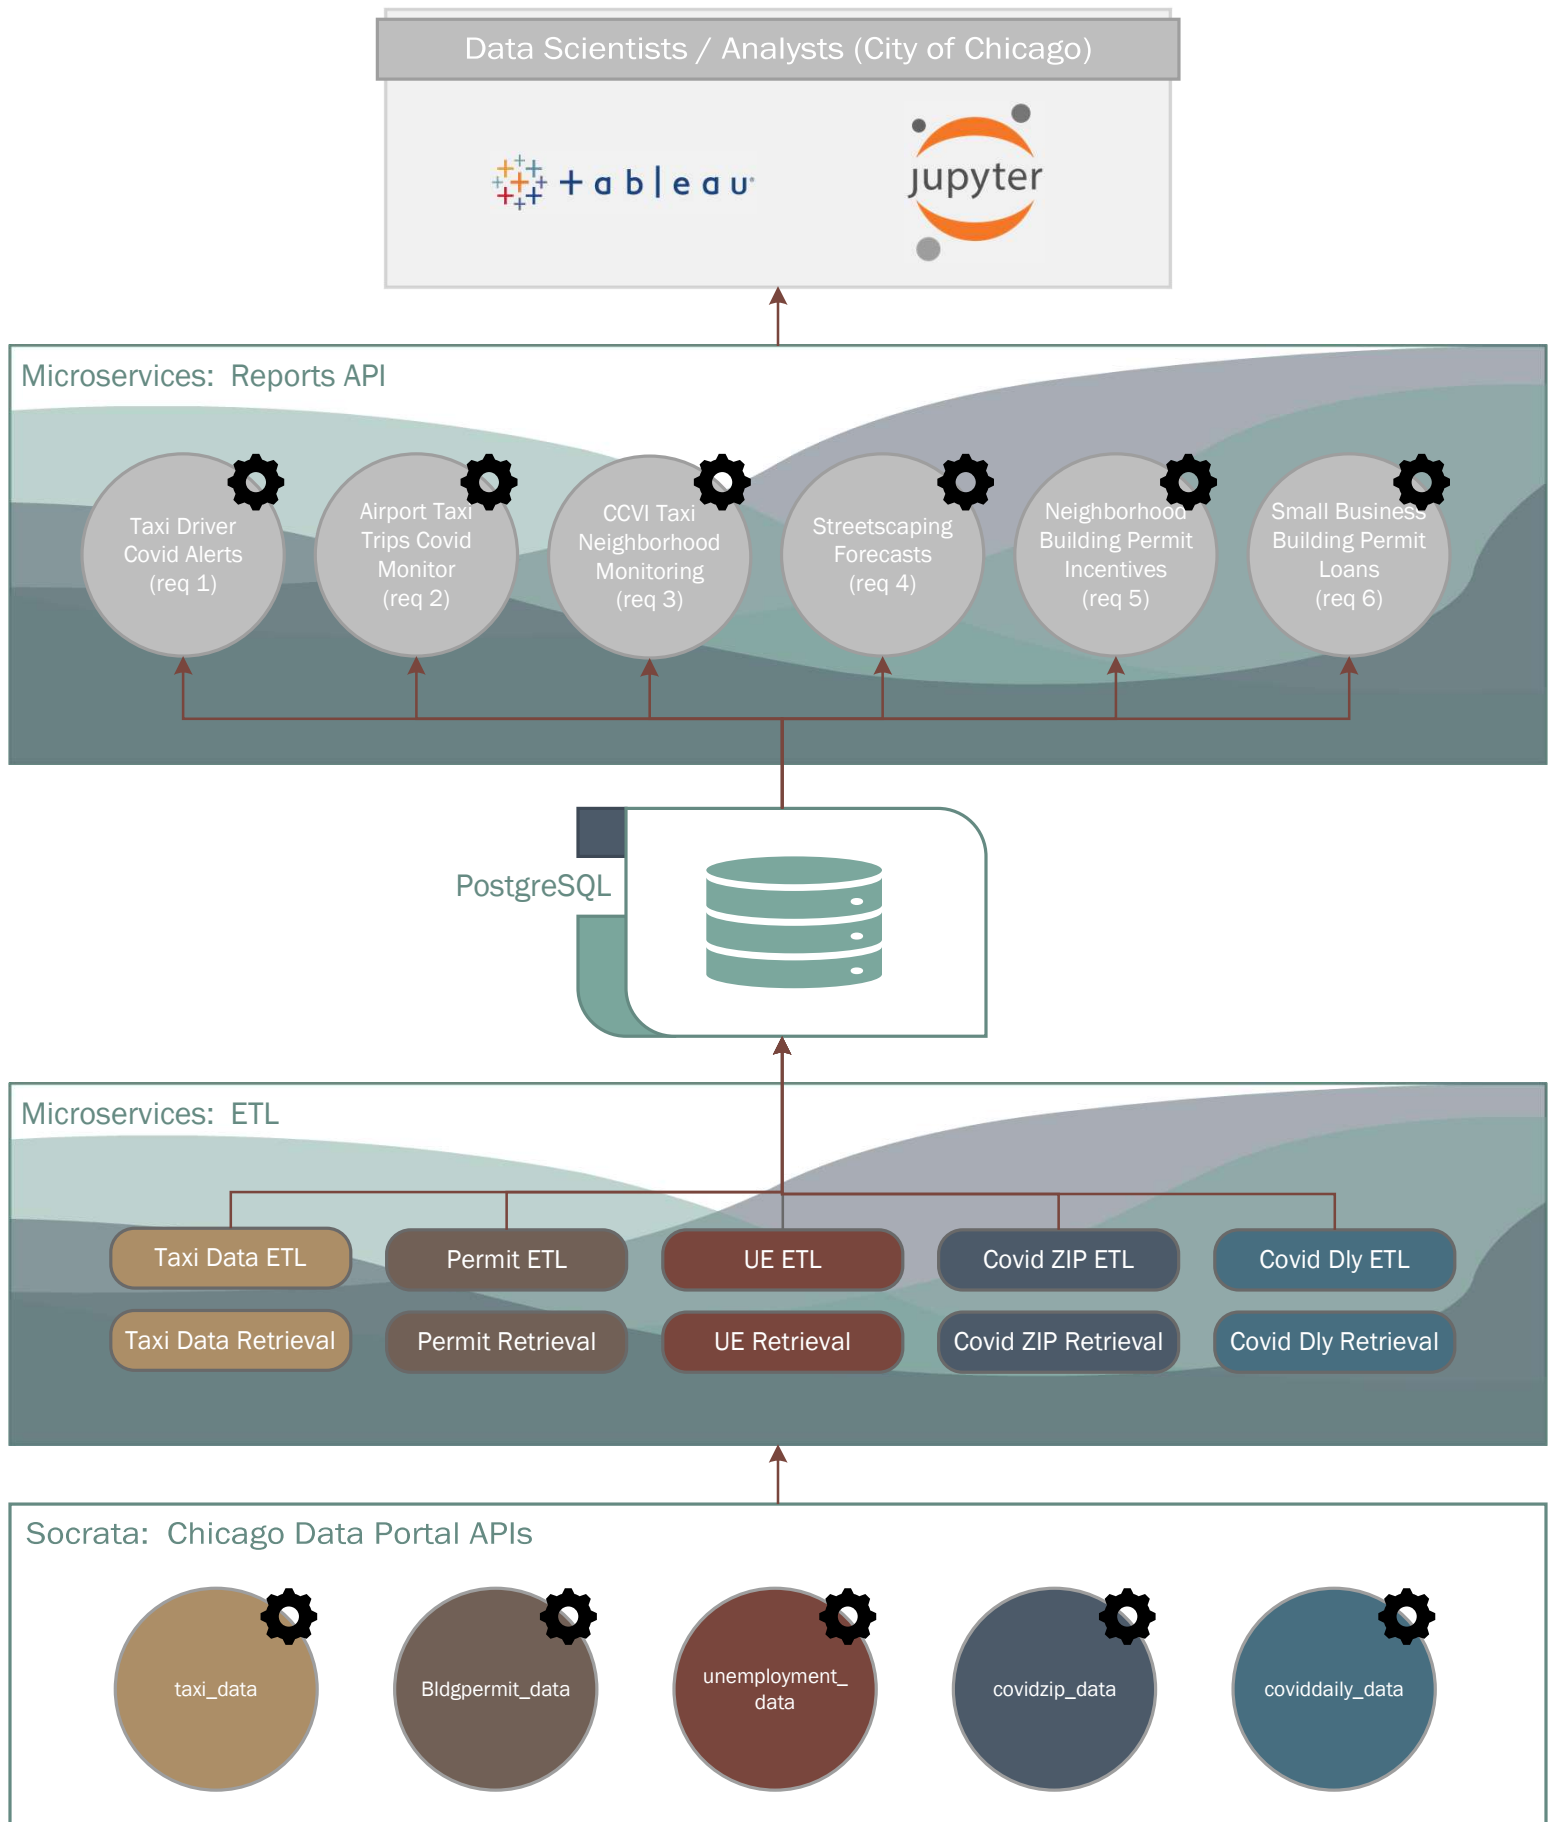 Data Scientists / Analysts (City of Chicago)
+ableau
jupyter
Microservices:  Reports API
Taxi Driver
Covid Alerts
(req 1)
Airport Taxi
Trips Covid
Monitor
(req 2)
CCVI Taxi
Neighborhood
Monitoring
(req 3)
Streetscaping
Forecasts
(req 4)
Neighborhood
Building Permit
Incentives
(req 5)
Small Business
Building Permit
Loans
(req 6)
PostgreSQL
Microservices:  ETL
Taxi Data ETL
Permit ETL
UE ETL
Covid ZIP ETL
Covid Dly ETL
Taxi Data Retrieval
Permit Retrieval
UE Retrieval
Covid ZIP Retrieval
Covid Dly Retrieval
Socrata:  Chicago Data Portal APIs
taxi_data
Bldgpermit_data
unemployment_
data
covidzip_data
coviddaily_data